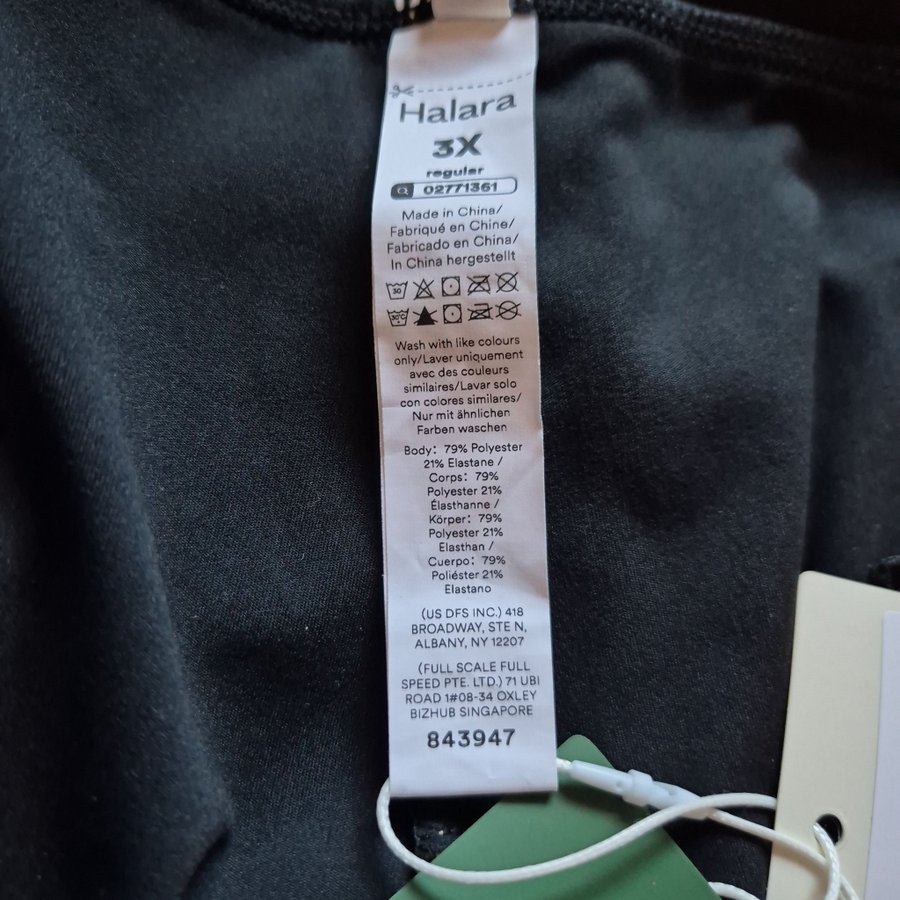 Halara
3X
regular
02771361
Made in China/
Fabriqué en Chine/
Fabricado en China/
In China hergestellt
30
30°C
Wash with like colours
only/Laver uniquement
avec des couleurs
similaires/Lavar solo
con colores similares/
Nur mit ähnlichen
Farben waschen
Body: 79% Polyester
21% Elastane /
Corps: 79%
Polyester 21%
Élasthanne /
Körper: 79%
Polyester 21%
Elasthan /
Cuerpo: 79%
Poliéster 21%
Elastano
(US DFS INC.) 418
BROADWAY, STE N,
ALBANY, NY 12207
(FULL SCALE FULL
SPEED PTE. LTD.) 71 UBI
ROAD 1#08-34 OXLEY
BIZHUB SINGAPORE
843947